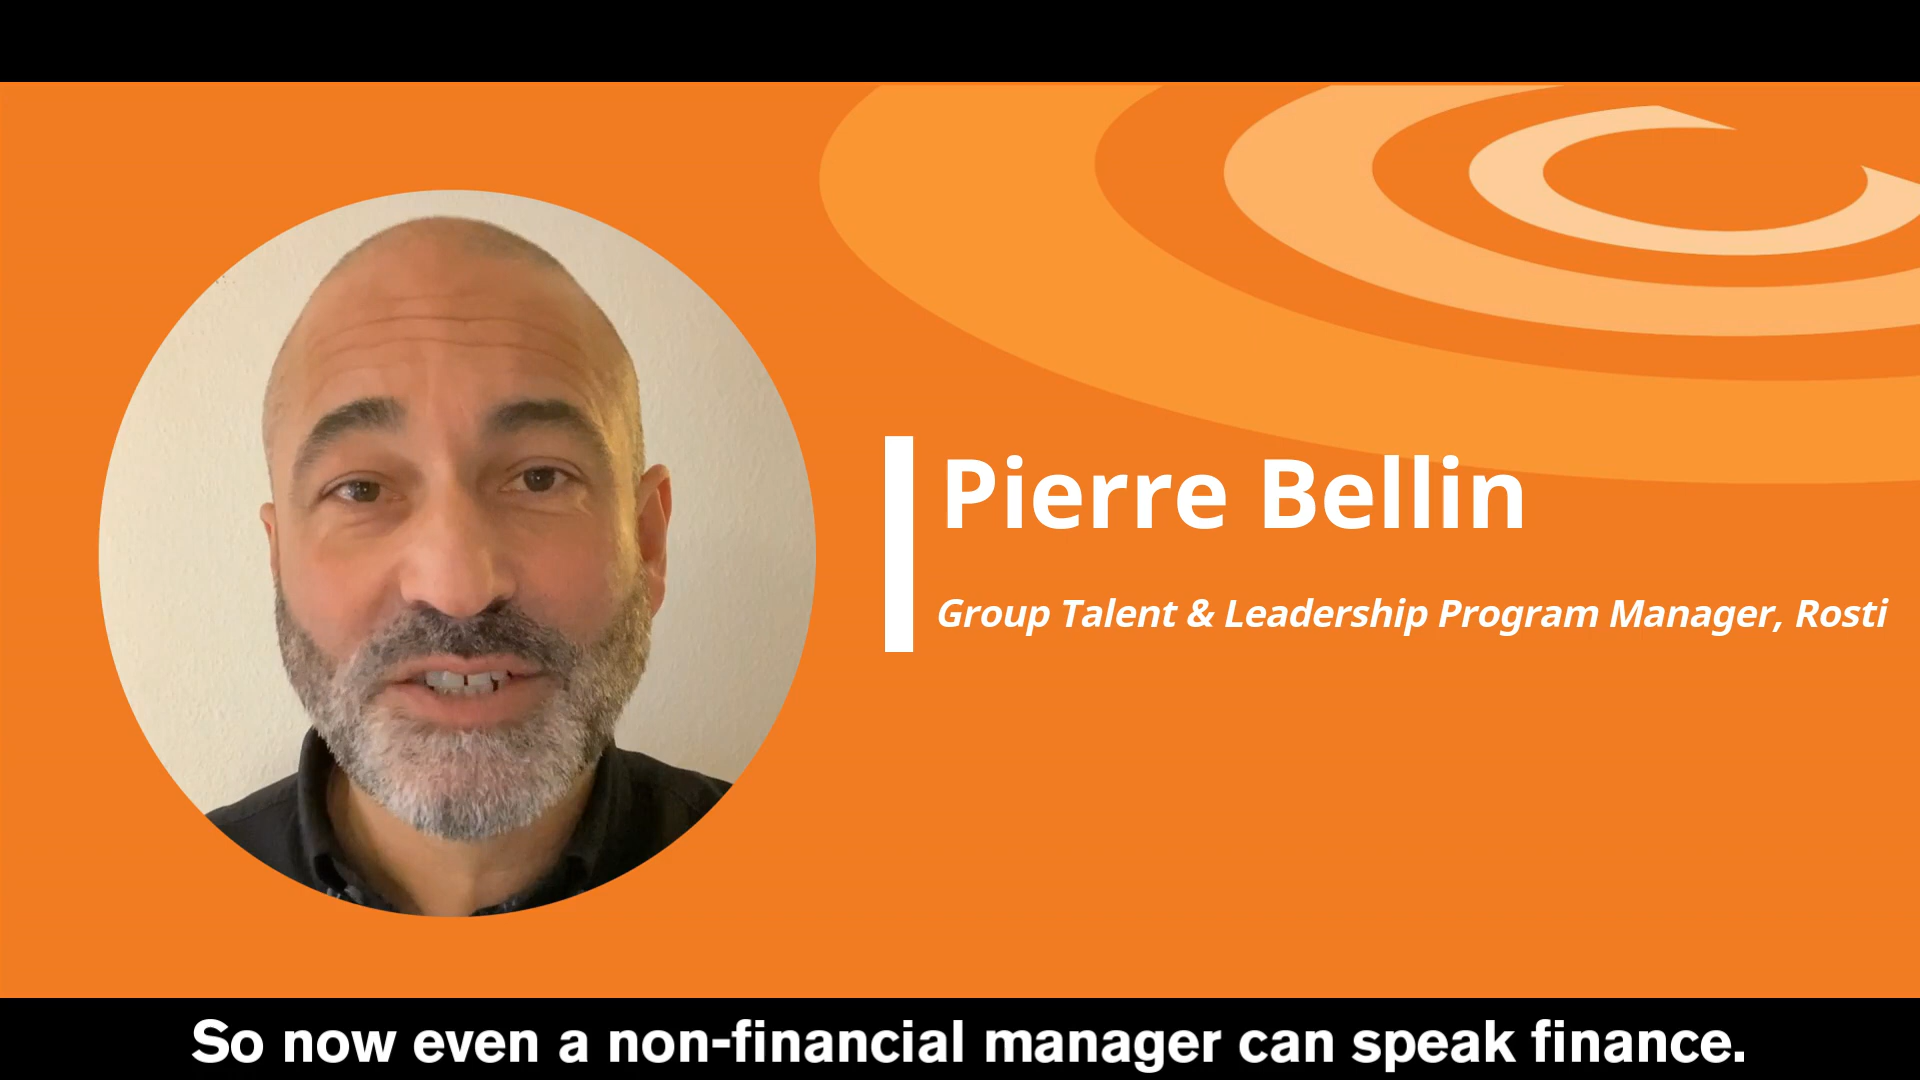 Pierre Bellin
Group Talent & Leadership Program Manager, Rosti
So now even a non-financial manager can speak finance.